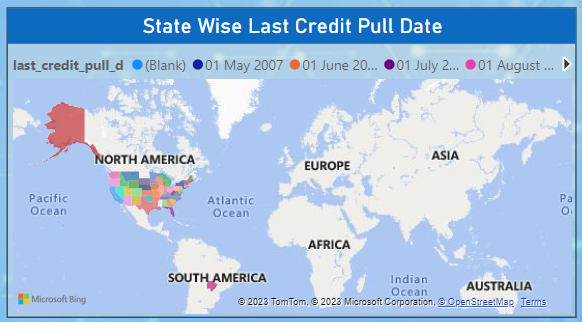 State Wise Last Credit Pull Date
last_credit_pull_d (Blank) 01 May 2007 01 June 20... 01 July 2... 01 August ...
NORTH AMERICA
EUROPE
ASIA
Pacific
Ocean
Atlantic
Ocean
Pa
Oc
AFRICA
SOUTH AMERICA
Indian
Ocean
AUSTRALIA
Microsoft Bing
© 2023 TomTom, © 2023 Microsoft Corporation, © OpenStreetMap Terms